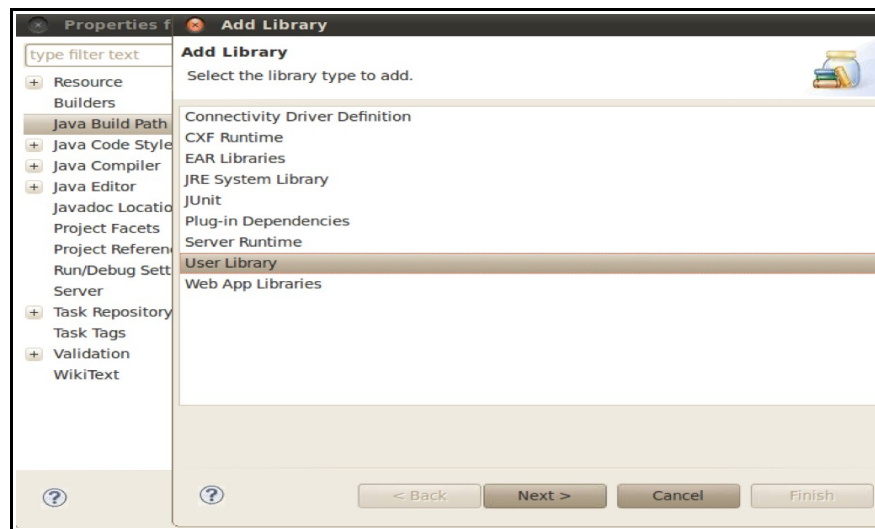 Properties f
type filter text
Resource
Builders
Java Build Path
Java Code Style
Java Compiler
Java Editor
Javadoc Locatio
Project Facets
Project Referen
Run/Debug Sett
Server
Task Repository
Task Tags
Validation
WikiText
Add Library
Add Library
Select the library type to add.
Connectivity Driver Definition
CXF Runtime
EAR Libraries
JRE System Library
JUnit
Plug-in Dependencies
Server Runtime
User Library
Web App Libraries
< Back
Next >
Cancel
Finish